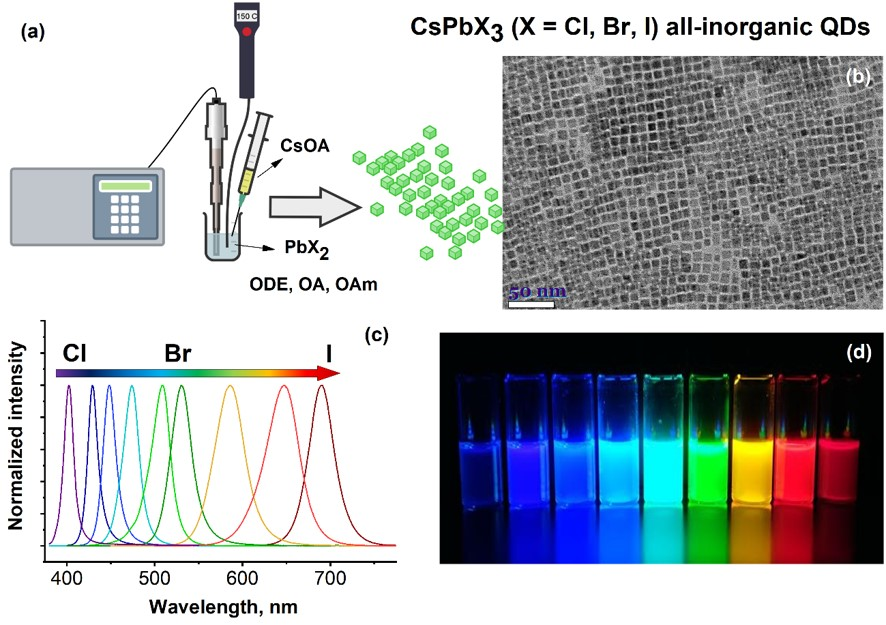 (a)
150 C
CsPbX₃ (X = Cl, Br, I) all-inorganic QDs
(b)
CsOA
PbX₂
ODE, OA, OAm
50 nm
(c)
Cl Br I
Normalized intensity
400 500 600 700
Wavelength, nm
(d)